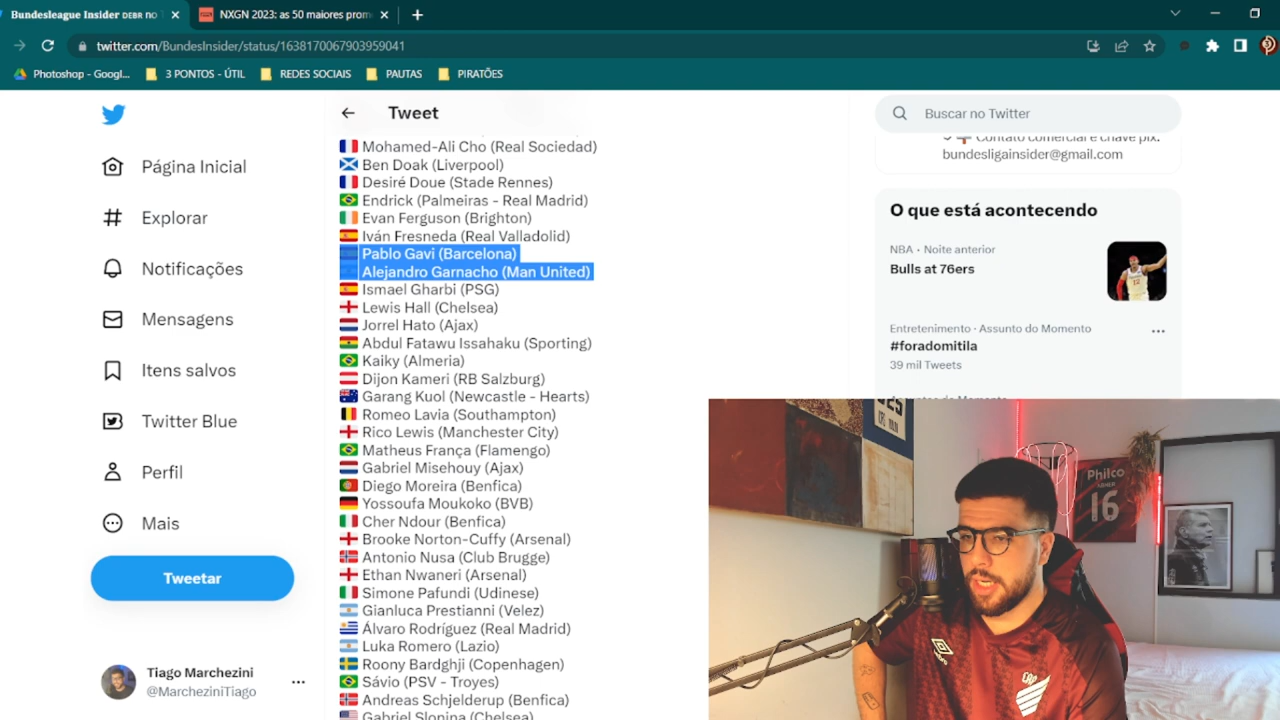 Bundesleague Insider DEBR no
NXGN 2023: as 50 maiores prom
twitter.com/BundesInsider/status/1638170067903959041
Photoshop - Googl...
3 PONTOS - ÚTIL
REDES SOCIAIS
PAUTAS
PIRATÕES
Página Inicial
Explorar
Notificações
Mensagens
Itens salvos
Twitter Blue
Perfil
Mais
Tweetar
Tiago Marchezini
@MarcheziniTiago
Tweet
Mohamed-Ali Cho (Real Sociedad)
Ben Doak (Liverpool)
Desiré Doue (Stade Rennes)
Endrick (Palmeiras - Real Madrid)
Evan Ferguson (Brighton)
Iván Fresneda (Real Valladolid)
Pablo Gavi (Barcelona)
Alejandro Garnacho (Man United)
Ismael Gharbi (PSG)
Lewis Hall (Chelsea)
Jorrel Hato (Ajax)
Abdul Fatawu Issahaku (Sporting)
Kaiky (Almeria)
Dijon Kameri (RB Salzburg)
Garang Kuol (Newcastle - Hearts)
Romeo Lavia (Southampton)
Rico Lewis (Manchester City)
Matheus França (Flamengo)
Gabriel Misehouy (Ajax)
Diego Moreira (Benfica)
Yossoufa Moukoko (BVB)
Cher Ndour (Benfica)
Brooke Norton-Cuffy (Arsenal)
Antonio Nusa (Club Brugge)
Ethan Nwaneri (Arsenal)
Simone Pafundi (Udinese)
Gianluca Prestianni (Velez)
Álvaro Rodríguez (Real Madrid)
Luka Romero (Lazio)
Roony Bardghji (Copenhagen)
Sávio (PSV - Troyes)
Andreas Schjelderup (Benfica)
Gabriel Slonina (Chelsea)
Buscar no Twitter
Contato comercial e chave pix:
bundesligainsider@gmail.com
O que está acontecendo
NBA · Noite anterior
Bulls at 76ers
Entretenimento · Assunto do Momento
#foradomitila
39 mil Tweets
Philco
16